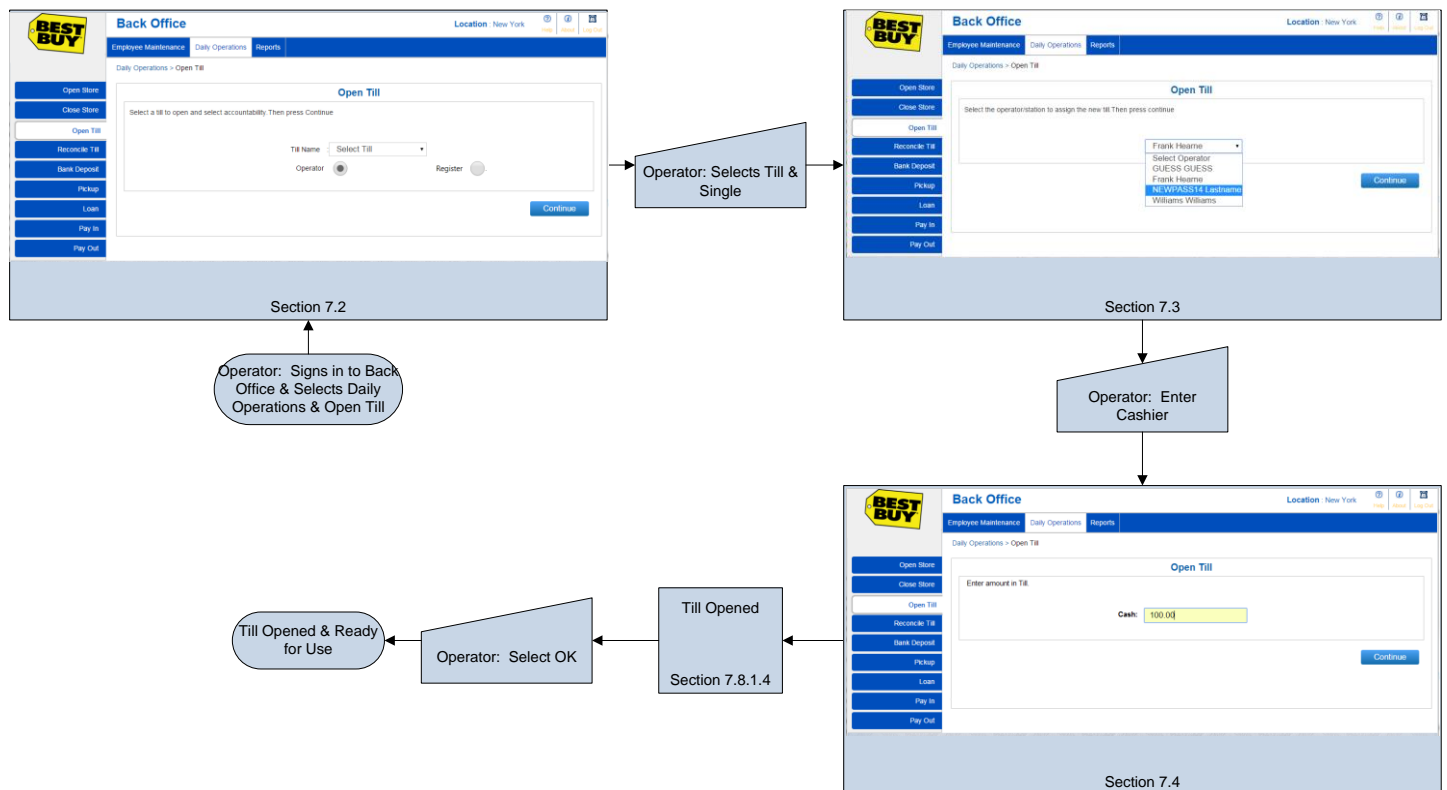 BEST
BUY
Back Office
Location : New York
Help
About
Log Out
Employee Maintenance
Daily Operations
Reports
Daily Operations > Open Till
Open Store
Close Store
Open Till
Reconcile Till
Bank Deposit
Pickup
Loan
Pay In
Pay Out
Open Till
Select a till to open and select accountability. Then press Continue
Till Name : Select Till
Operator
Register
Continue
Section 7.2
Operator: Signs in to Back
Office & Selects Daily
Operations & Open Till
Operator: Selects Till &
Single
BEST
BUY
Back Office
Location : New York
Help
About
Log Out
Employee Maintenance
Daily Operations
Reports
Daily Operations > Open Till
Open Store
Close Store
Open Till
Reconcile Till
Bank Deposit
Pickup
Loan
Pay In
Pay Out
Open Till
Select the operator/station to assign the new till.Then press continue
Frank Hearne
Select Operator
GUESS GUESS
Frank Hearne
NEWPASS14 Lastname
Williams Williams
Continue
Section 7.3
Operator: Enter
Cashier
BEST
BUY
Back Office
Location : New York
Help
About
Log Out
Employee Maintenance
Daily Operations
Reports
Daily Operations > Open Till
Open Store
Close Store
Open Till
Reconcile Till
Bank Deposit
Pickup
Loan
Pay In
Pay Out
Open Till
Enter amount in Till.
Cash: 100.00
Continue
Section 7.4
Till Opened
Section 7.8.1.4
Operator: Select OK
Till Opened & Ready
for Use